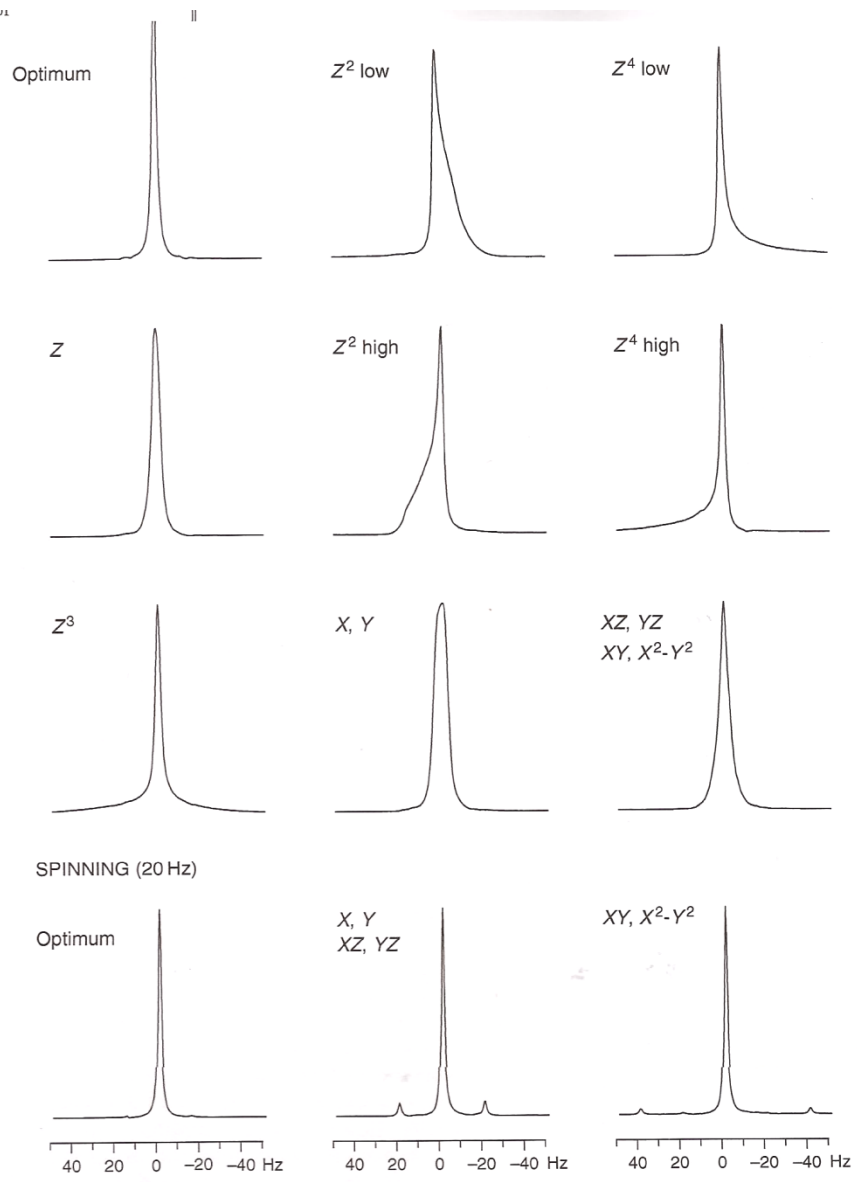 Optimum
Z² low
Z⁴ low
Z
Z² high
Z⁴ high
Z³
X, Y
XZ, YZ
XY, X²-Y²
SPINNING (20 Hz)
Optimum
X, Y
XZ, YZ
XY, X²-Y²
40 20 0 –20 –40 Hz
40 20 0 –20 –40 Hz
40 20 0 –20 –40 Hz